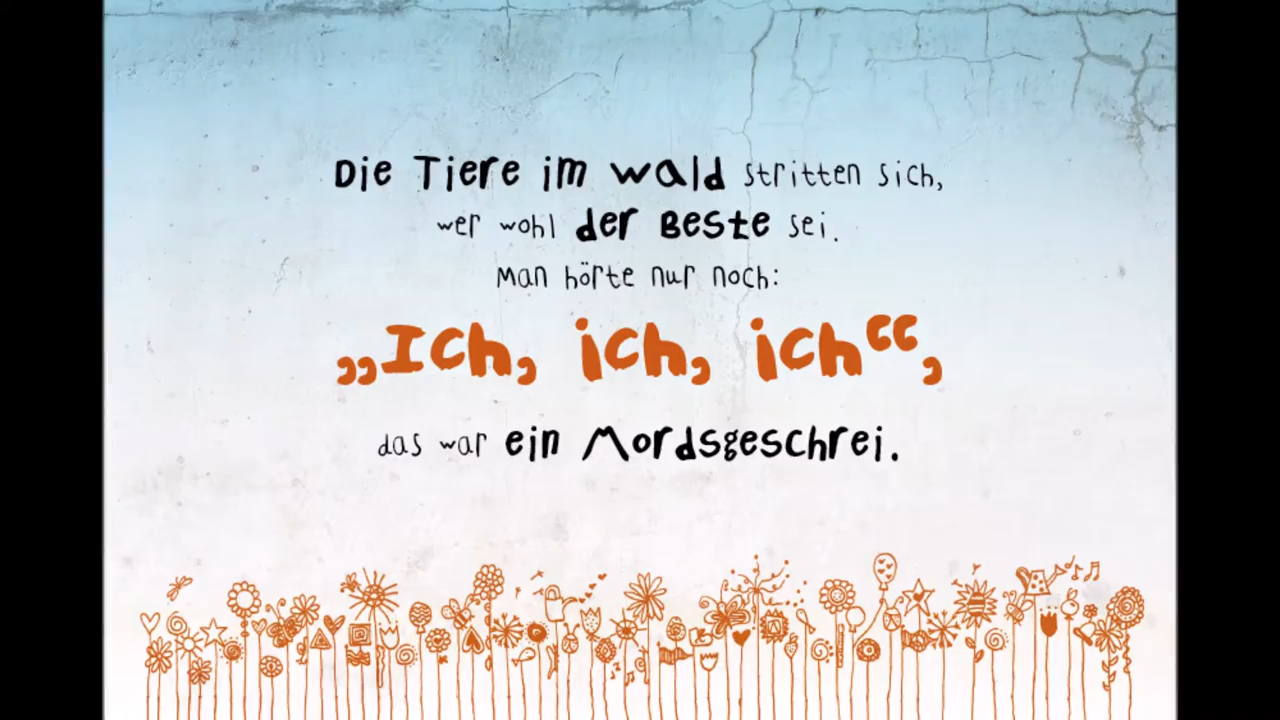 Die Tiere im Wald stritten sich,
wer wohl der Beste sei.
Man hörte nur noch:
„Ich, ich, ich“,
das war ein Mordsgeschrei.